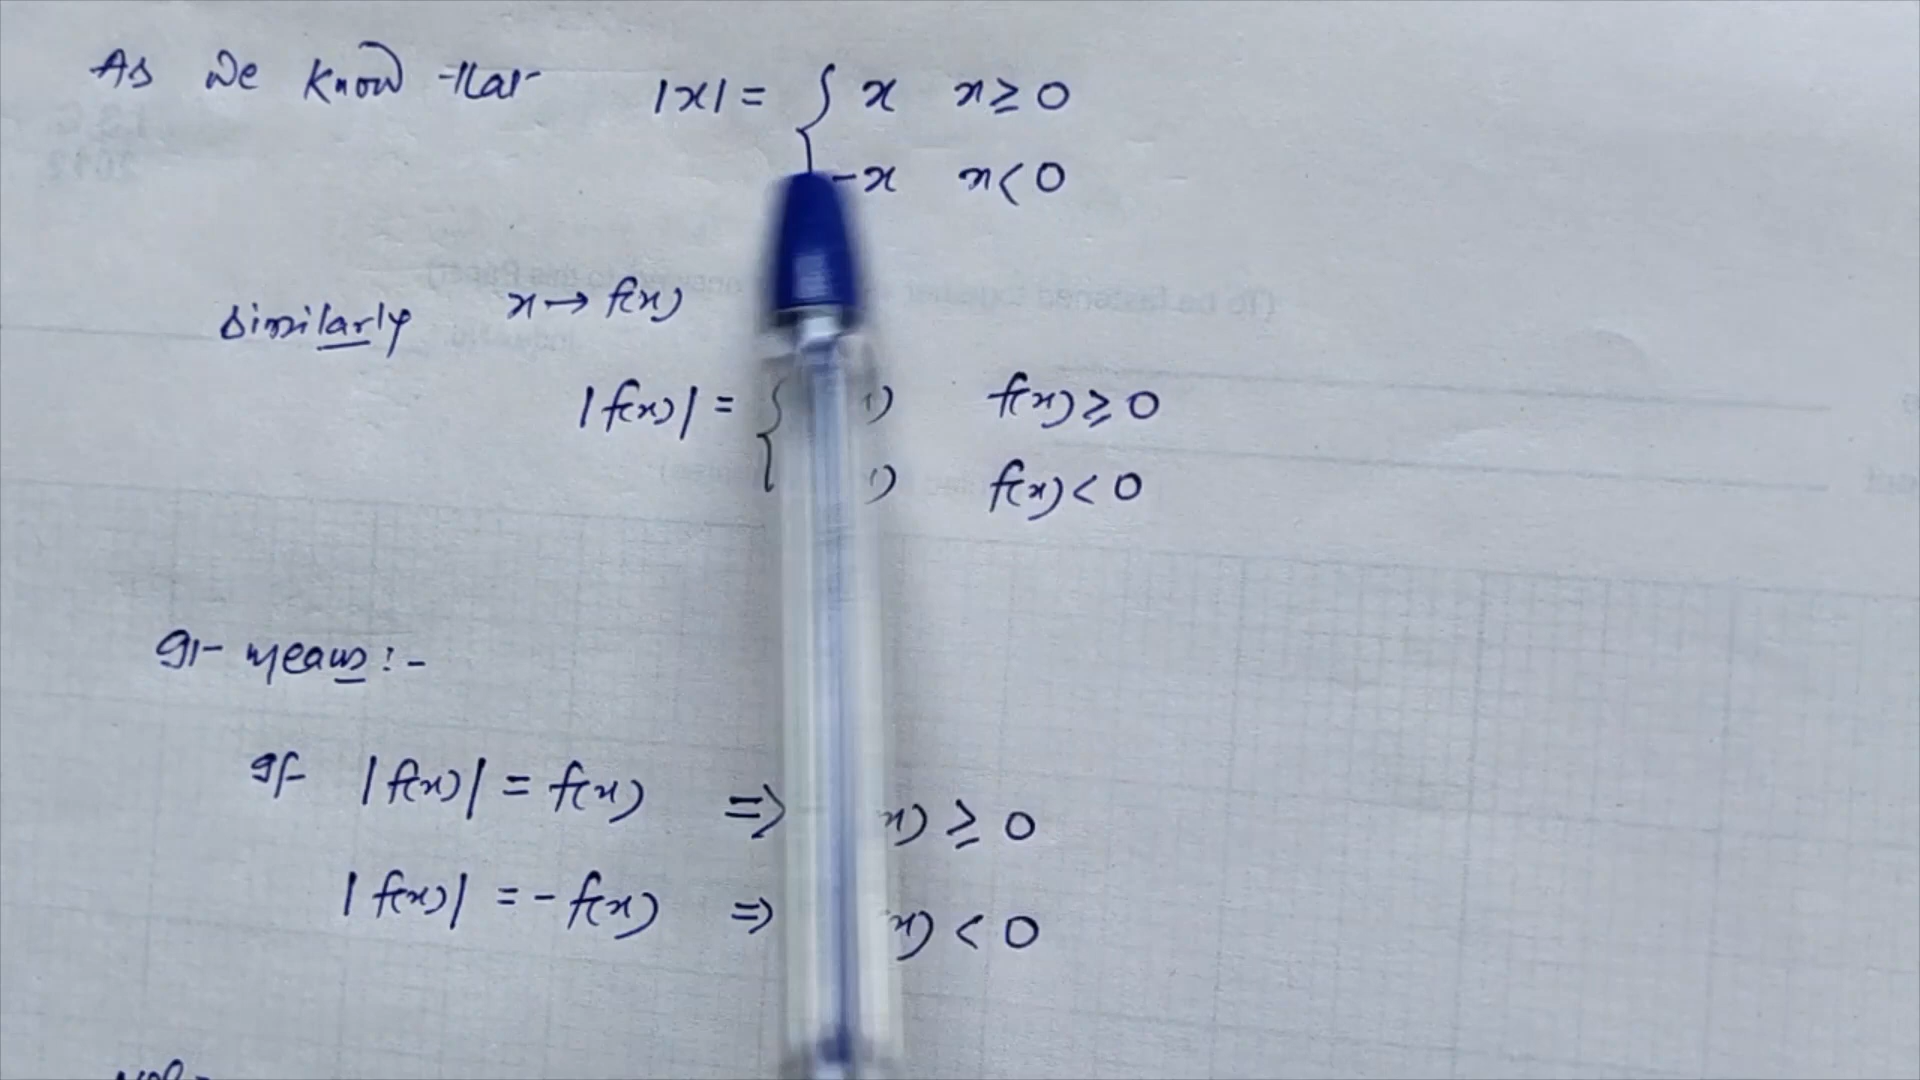 As we know that |x| = { x x ≥ 0
-x x < 0
Similarly x → f(x)
|f(x)| = { ) f(x) ≥ 0
) f(x) < 0
It means :-
If |f(x)| = f(x) ⇒ x) ≥ 0
|f(x)| = - f(x) ⇒ x) < 0